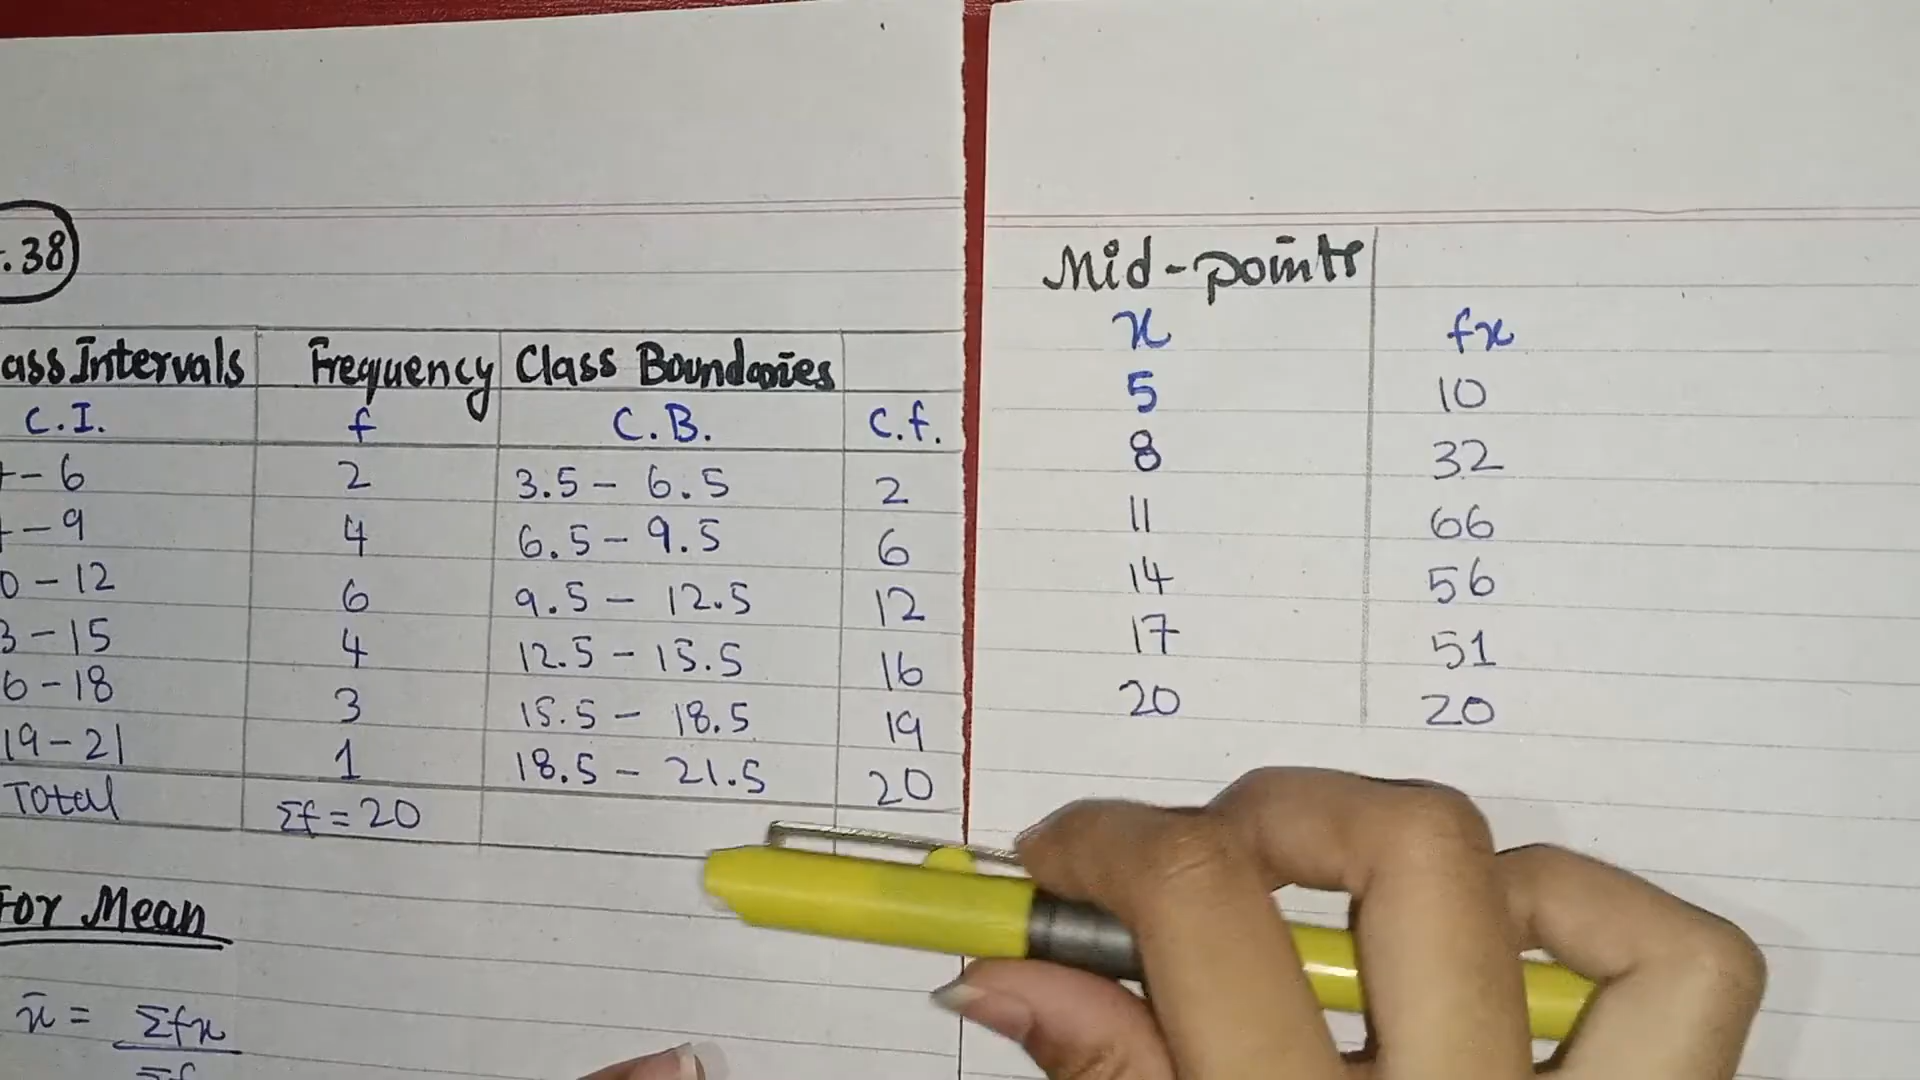 .38
ass Intervals Frequency Class Boundaries
C.I. f C.B. C.f.
- 6 2 3.5 - 6.5 2
- 9 4 6.5 - 9.5 6
0 - 12 6 9.5 - 12.5 12
3 - 15 4 12.5 - 15.5 16
6 - 18 3 15.5 - 18.5 19
19 - 21 1 18.5 - 21.5 20
Total Σf = 20
For Mean
x̄ = Σfx
Σf
Mid-points
x fx
5 10
8 32
11 66
14 56
17 51
20 20